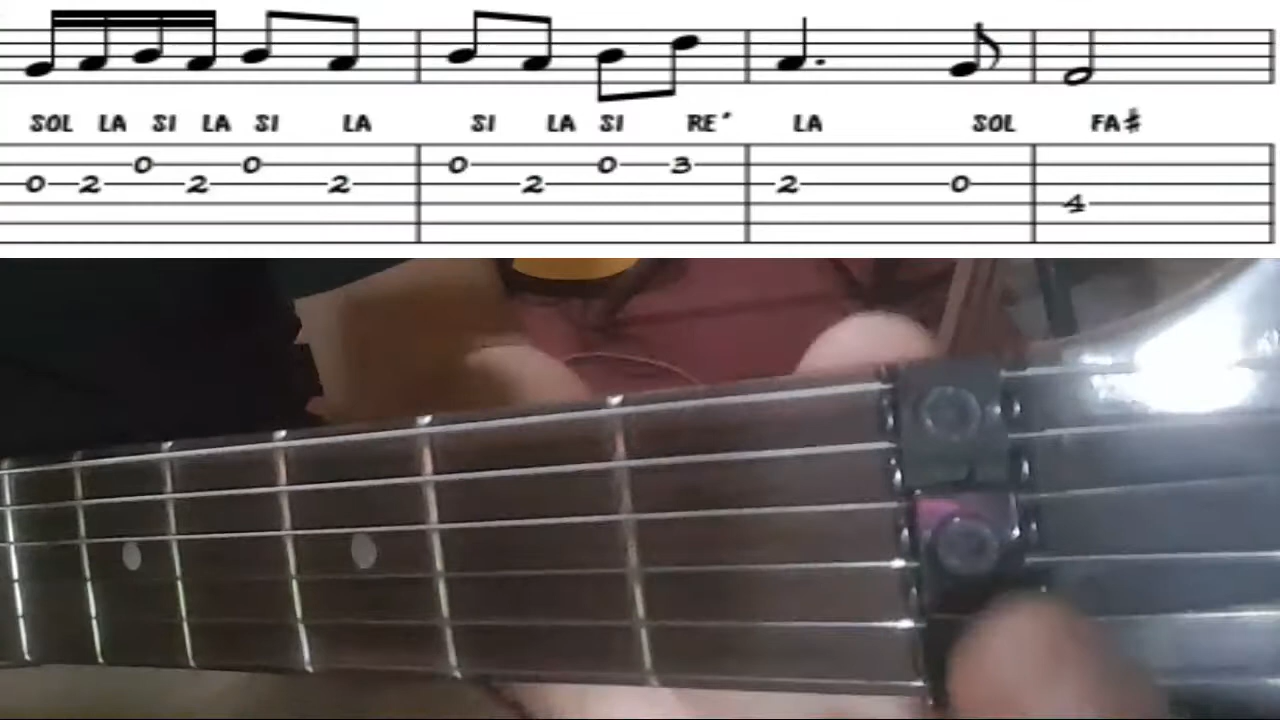 SOL LA SI LA SI LA SI LA SI RE´ LA SOL FA♯
0 2 0 2 0 2 0 2 0 3 2 0 4